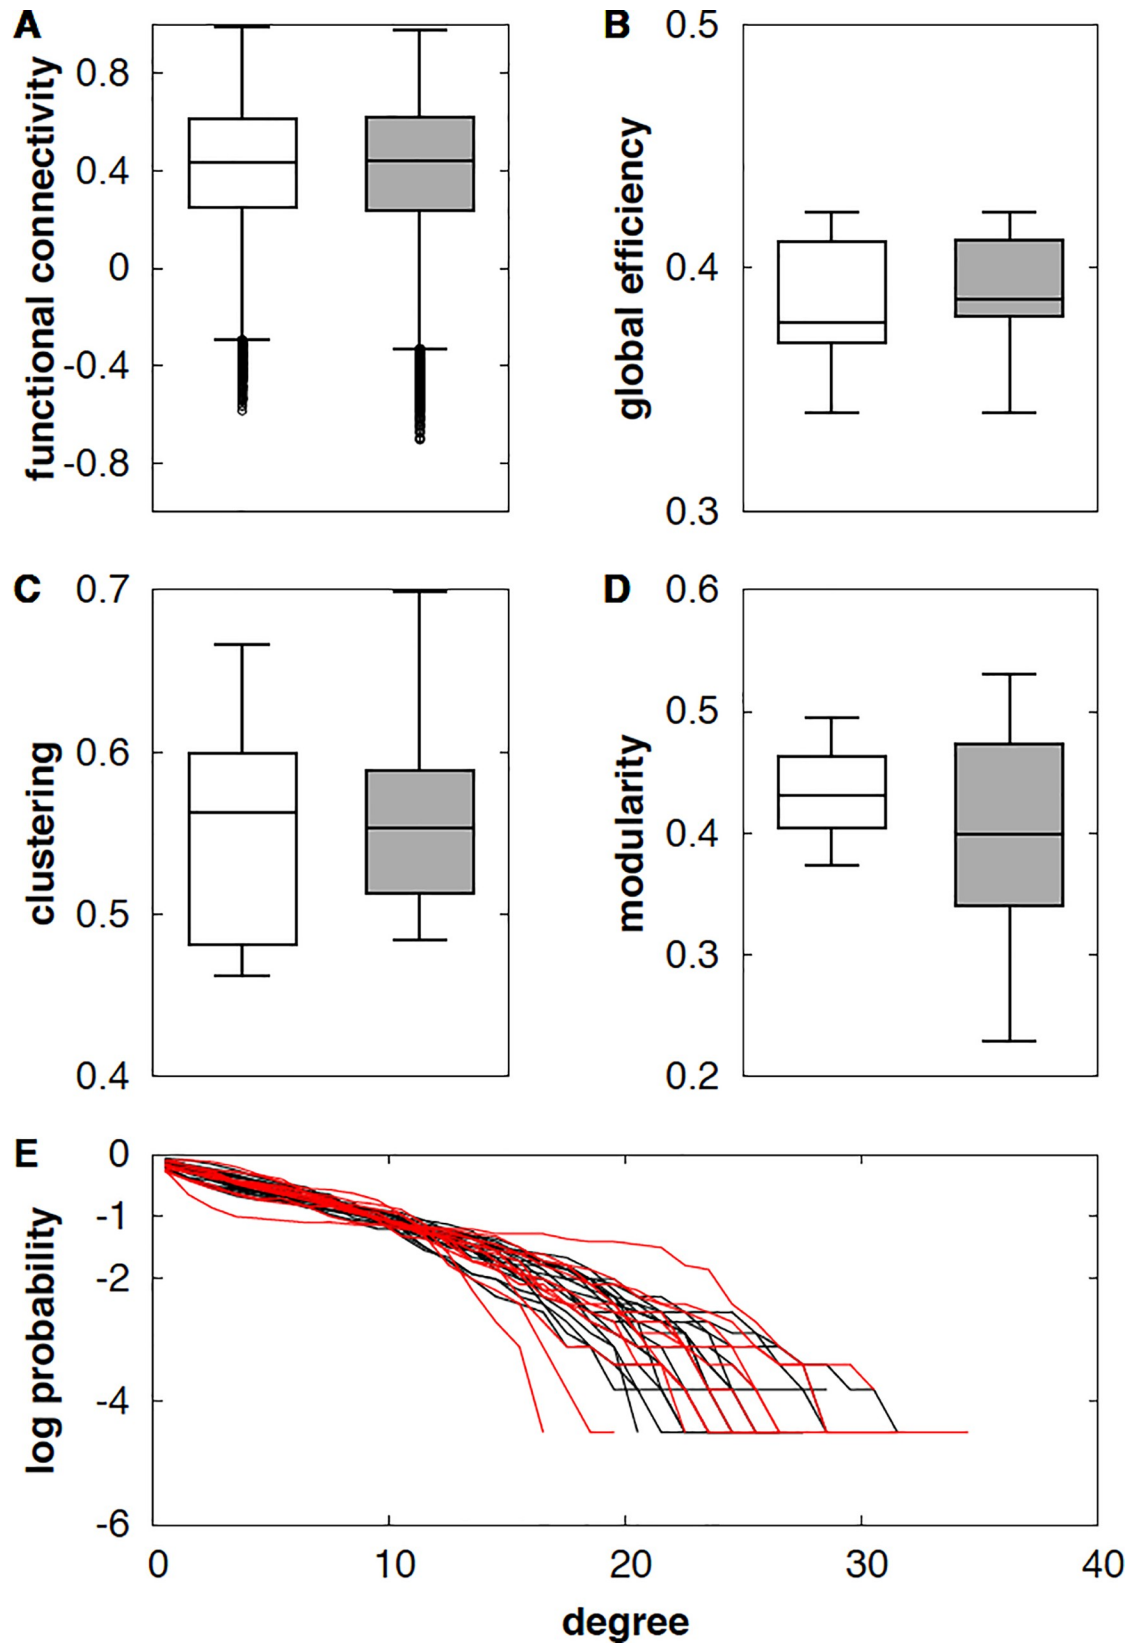 A
functional connectivity
0.8
0.4
0
-0.4
-0.8
B
global efficiency
0.5
0.4
0.3
C
clustering
0.7
0.6
0.5
0.4
D
modularity
0.6
0.5
0.4
0.3
0.2
E
log probability
0
-1
-2
-4
-6
0 10 20 30 40
degree